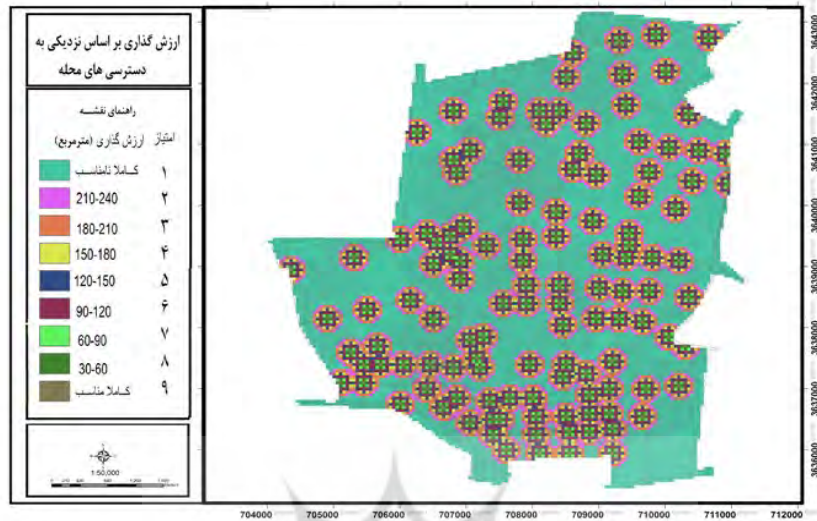 ارزش گذاری بر اساس نزدیکی به
دسترسی های محله
راهنمای نقشه
امتیاز ارزش گذاری (مترمربع)
۱ کاملا نامناسب
۲ 210-240
۳ 180-210
۴ 150-180
۵ 120-150
۶ 90-120
۷ 60-90
۸ 30-60
۹ کاملا مناسب
1:50,000
3643000
3642000
3641000
3640000
3639000
3638000
3637000
3636000
704000 705000 706000 707000 708000 709000 710000 711000 712000